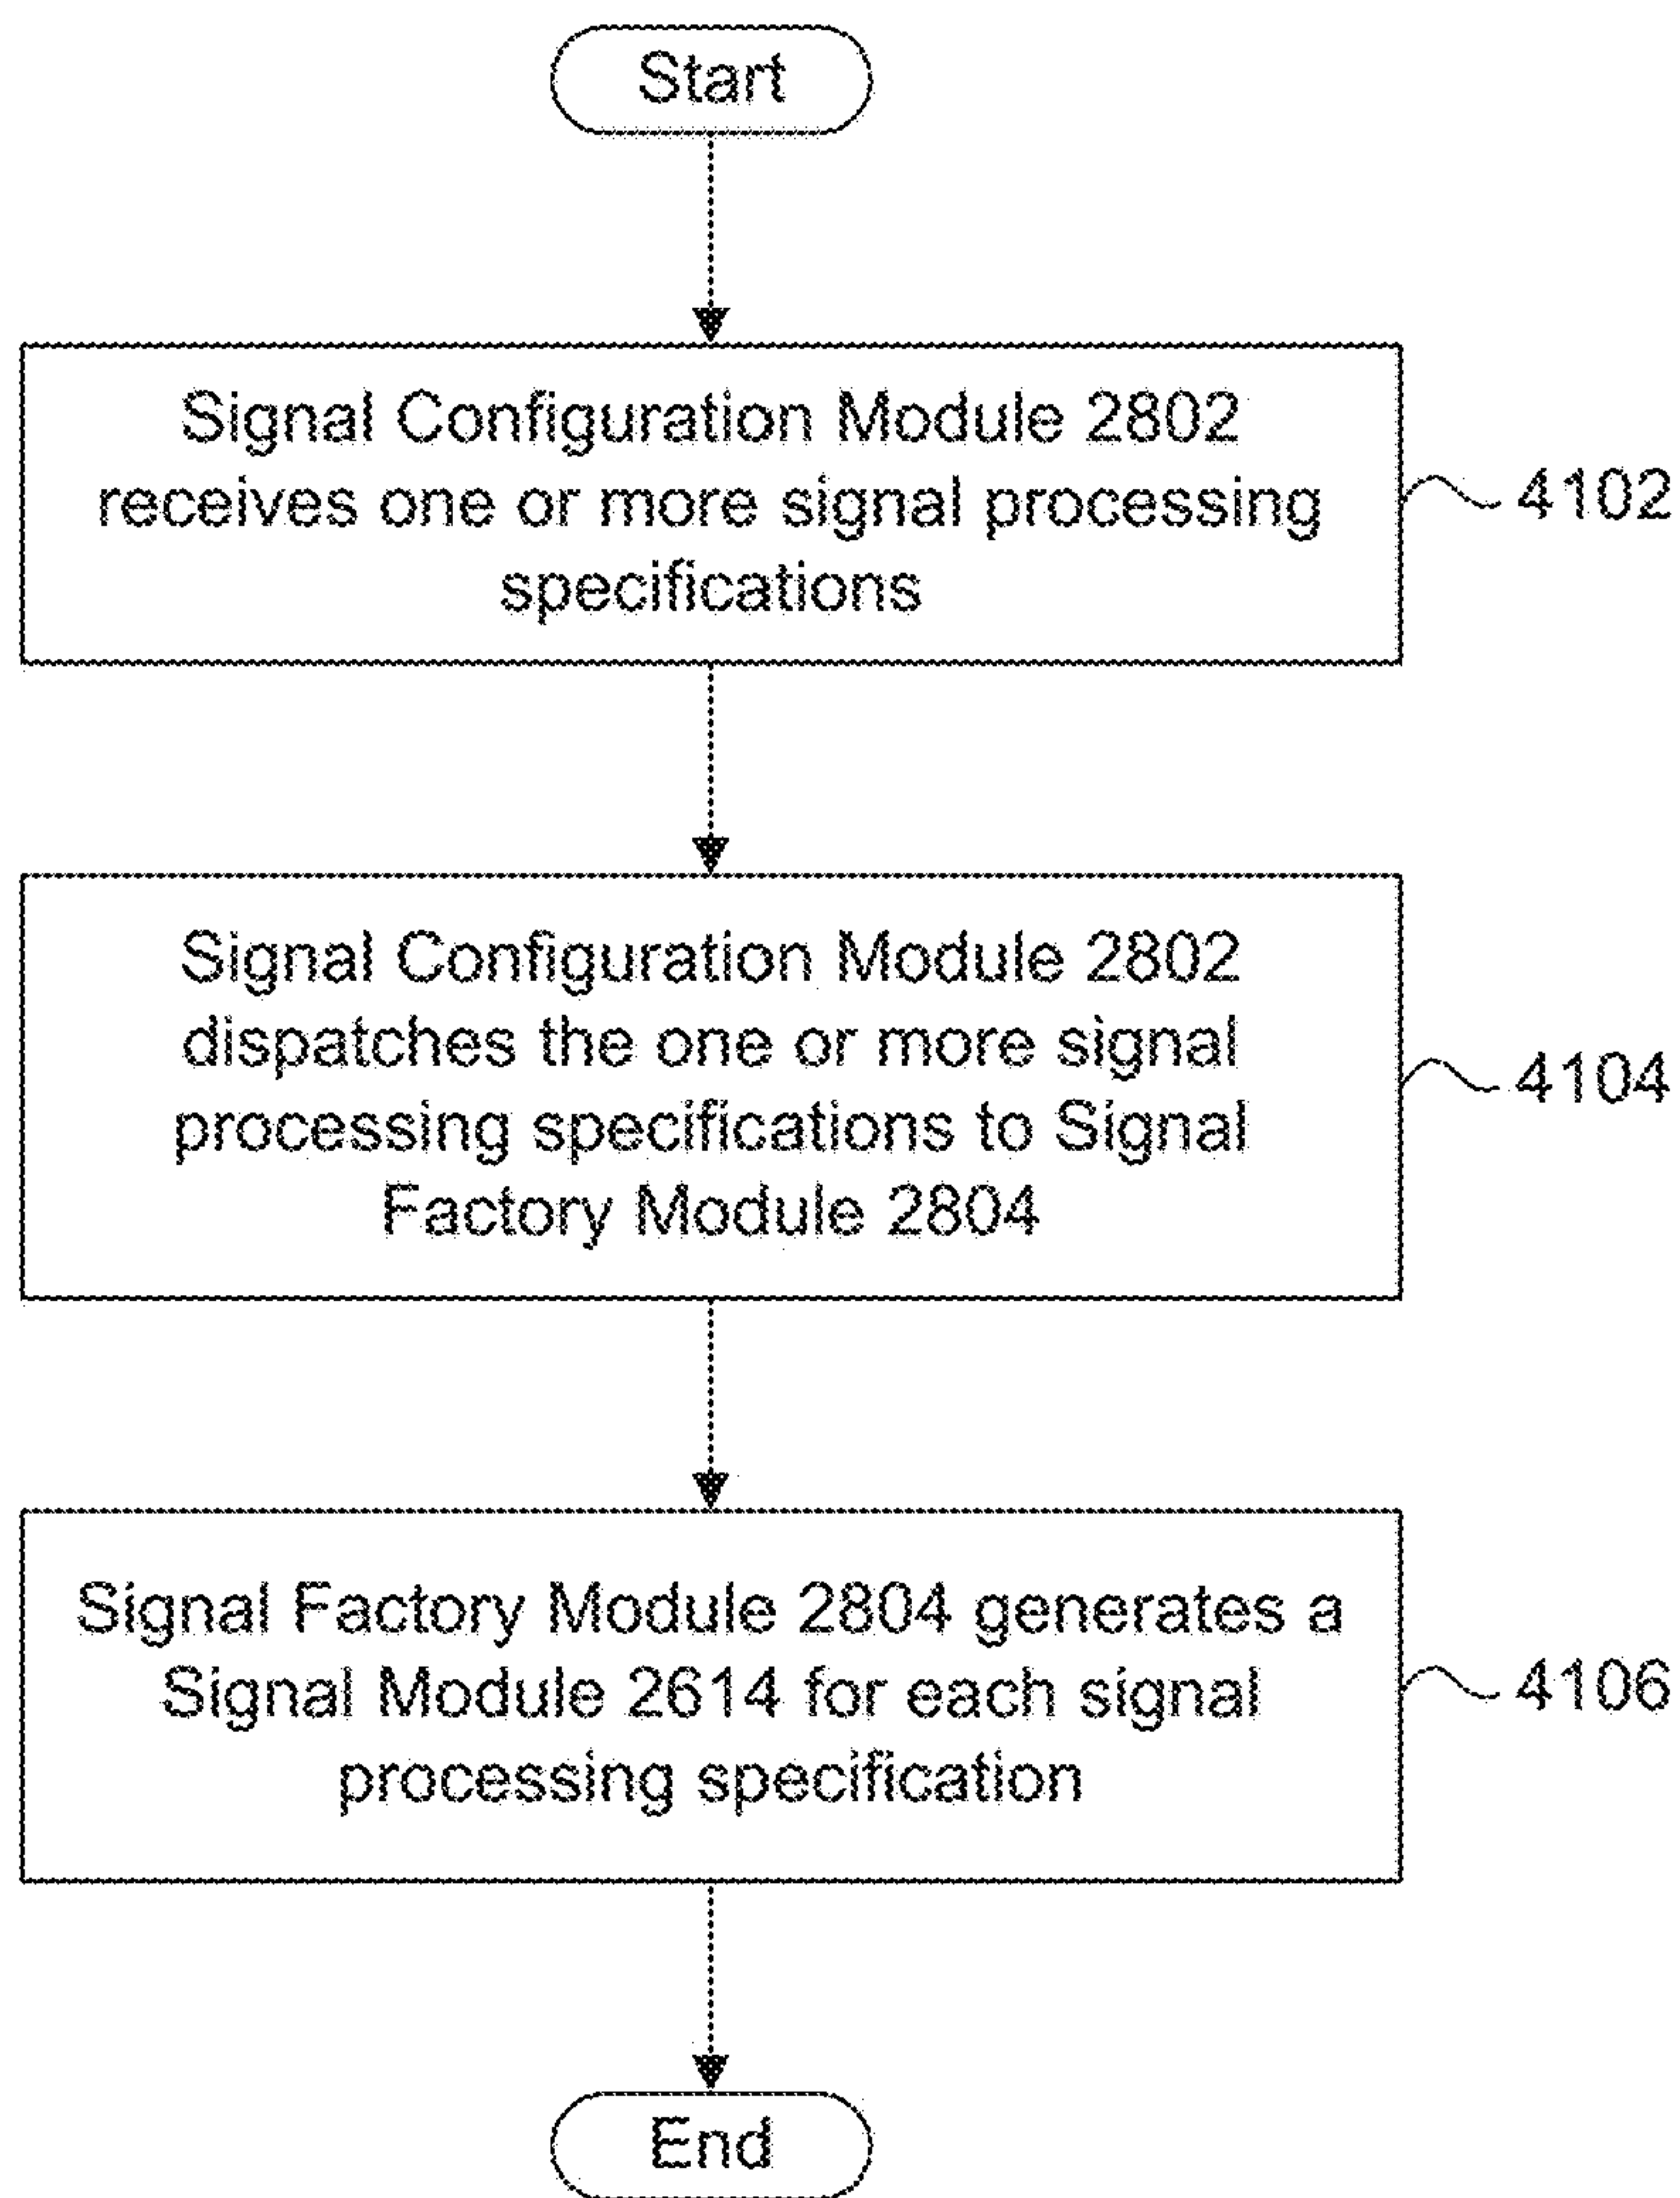 Start
Signal Configuration Module 2802
receives one or more signal processing
specifications
4102
Signal Configuration Module 2802
dispatches the one or more signal
processing specifications to Signal
Factory Module 2804
4104
Signal Factory Module 2804 generates a
Signal Module 2614 for each signal
processing specification
4106
End